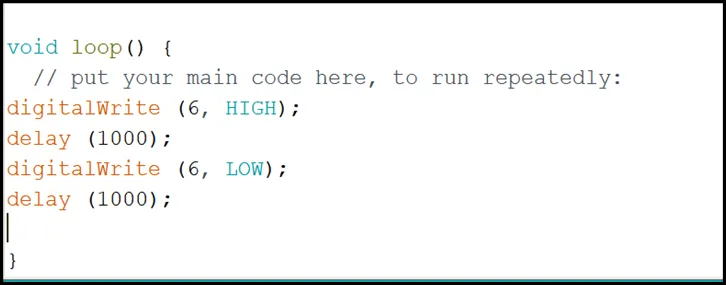 void loop() {
  // put your main code here, to run repeatedly:
digitalWrite (6, HIGH);
delay (1000);
digitalWrite (6, LOW);
delay (1000);
}